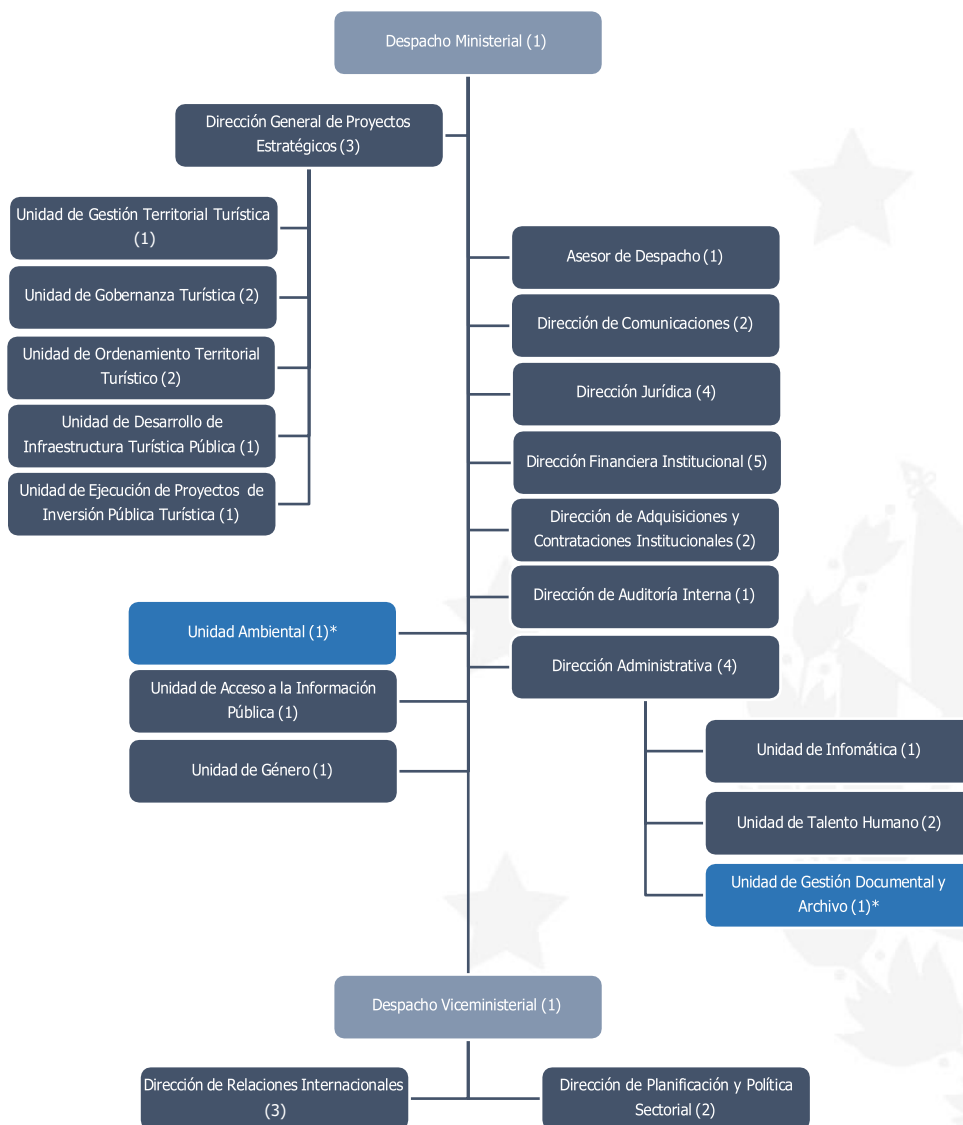 Despacho Ministerial (1)
Dirección General de Proyectos
Estratégicos (3)
Unidad de Gestión Territorial Turística
(1)
Unidad de Gobernanza Turística (2)
Unidad de Ordenamiento Territorial
Turístico (2)
Unidad de Desarrollo de
Infraestructura Turística Pública (1)
Unidad de Ejecución de Proyectos de
Inversión Pública Turística (1)
Asesor de Despacho (1)
Dirección de Comunicaciones (2)
Dirección Jurídica (4)
Dirección Financiera Institucional (5)
Dirección de Adquisiciones y
Contrataciones Institucionales (2)
Dirección de Auditoría Interna (1)
Dirección Administrativa (4)
Unidad Ambiental (1)*
Unidad de Acceso a la Información
Pública (1)
Unidad de Género (1)
Unidad de Infomática (1)
Unidad de Talento Humano (2)
Unidad de Gestión Documental y
Archivo (1)*
Despacho Viceministerial (1)
Dirección de Relaciones Internacionales
(3)
Dirección de Planificación y Política
Sectorial (2)